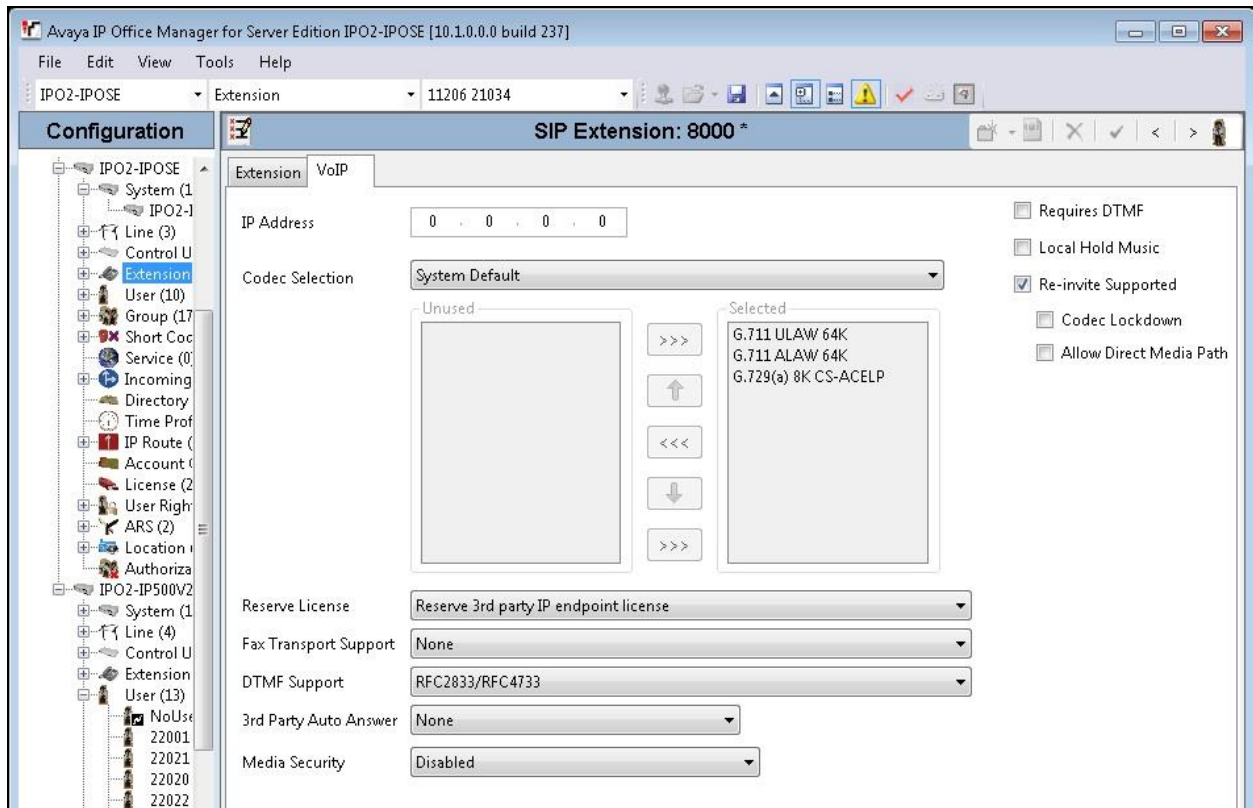 Avaya IP Office Manager for Server Edition IPO2-IPOSE [10.1.0.0.0 build 237]
File Edit View Tools Help
IPO2-IPOSE Extension 11206 21034
Configuration
SIP Extension: 8000 *
IPO2-IPOSE
System (1
IPO2-I
Line (3)
Control U
Extension
User (10)
Group (17
Short Coc
Service (0
Incoming
Directory
Time Prof
IP Route (
Account (
License (2
User Righ
ARS (2)
Location
Authoriza
IPO2-IP500V2
System (1
Line (4)
Control U
Extension
User (13)
NoUse
22001
22021
22020
22022
Extension VoIP
IP Address 0 . 0 . 0 . 0
Codec Selection System Default
Unused
Selected
G.711 ULAW 64K
G.711 ALAW 64K
G.729(a) 8K CS-ACELP
>>>
<<<
>>>
Reserve License Reserve 3rd party IP endpoint license
Fax Transport Support None
DTMF Support RFC2833/RFC4733
3rd Party Auto Answer None
Media Security Disabled
Requires DTMF
Local Hold Music
Re-invite Supported
Codec Lockdown
Allow Direct Media Path